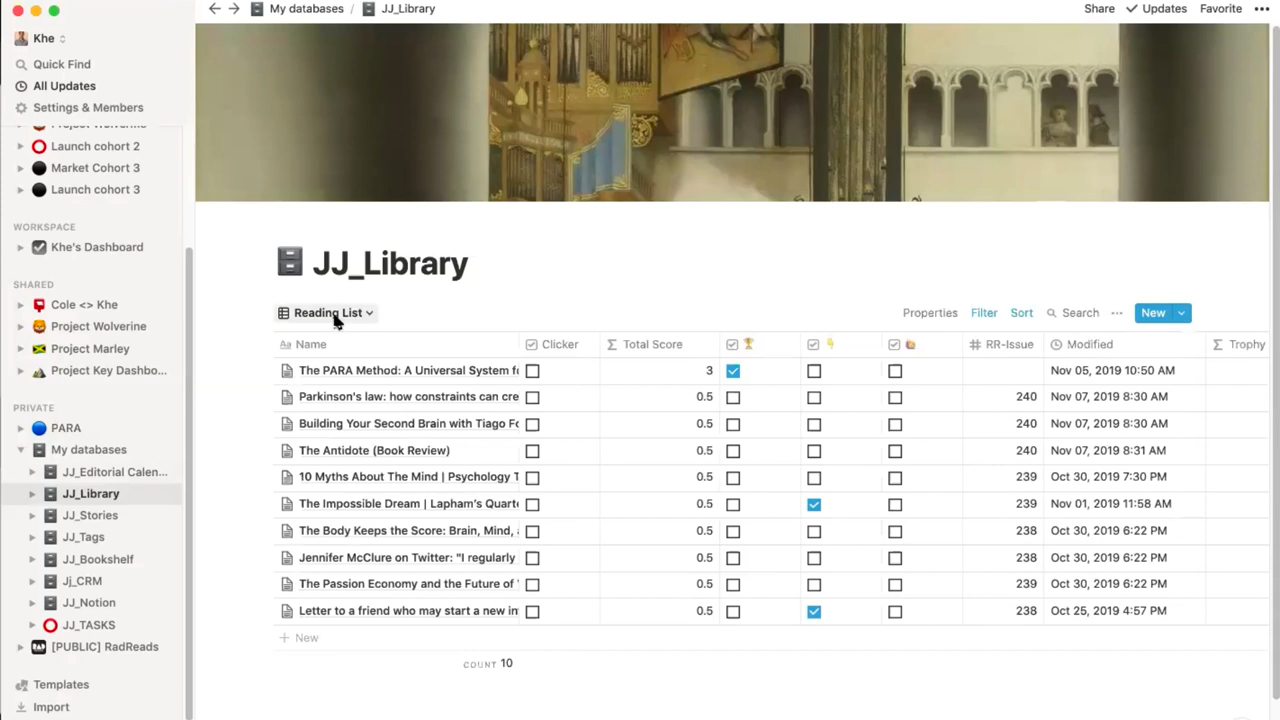 My databases / JJ_Library
Share Updates Favorite •••
Khe
Quick Find
All Updates
Settings & Members
Project Wolverine
Launch cohort 2
Market Cohort 3
Launch cohort 3
WORKSPACE
Khe's Dashboard
SHARED
Cole <> Khe
Project Wolverine
Project Marley
Project Key Dashbo...
PRIVATE
PARA
My databases
JJ_Editorial Calen...
JJ_Library
JJ_Stories
JJ_Tags
JJ_Bookshelf
Jj_CRM
JJ_Notion
JJ_TASKS
[PUBLIC] RadReads
Templates
Import
JJ_Library
Reading List
Properties Filter Sort Search ••• New
Aa Name Clicker Σ Total Score 🏆 👇 🐌 # RR-Issue Modified Σ Trophy
The PARA Method: A Universal System fo 3 Nov 05, 2019 10:50 AM
Parkinson's law: how constraints can cre 0.5 240 Nov 07, 2019 8:30 AM
Building Your Second Brain with Tiago Fo 0.5 240 Nov 07, 2019 8:30 AM
The Antidote (Book Review) 0.5 240 Nov 07, 2019 8:31 AM
10 Myths About The Mind | Psychology T 0.5 239 Oct 30, 2019 7:30 PM
The Impossible Dream | Lapham's Quarte 0.5 239 Nov 01, 2019 11:58 AM
The Body Keeps the Score: Brain, Mind, a 0.5 238 Oct 30, 2019 6:22 PM
Jennifer McClure on Twitter: "I regularly 0.5 238 Oct 30, 2019 6:22 PM
The Passion Economy and the Future of 0.5 239 Oct 30, 2019 6:22 PM
Letter to a friend who may start a new in 0.5 238 Oct 25, 2019 4:57 PM
+ New
COUNT 10